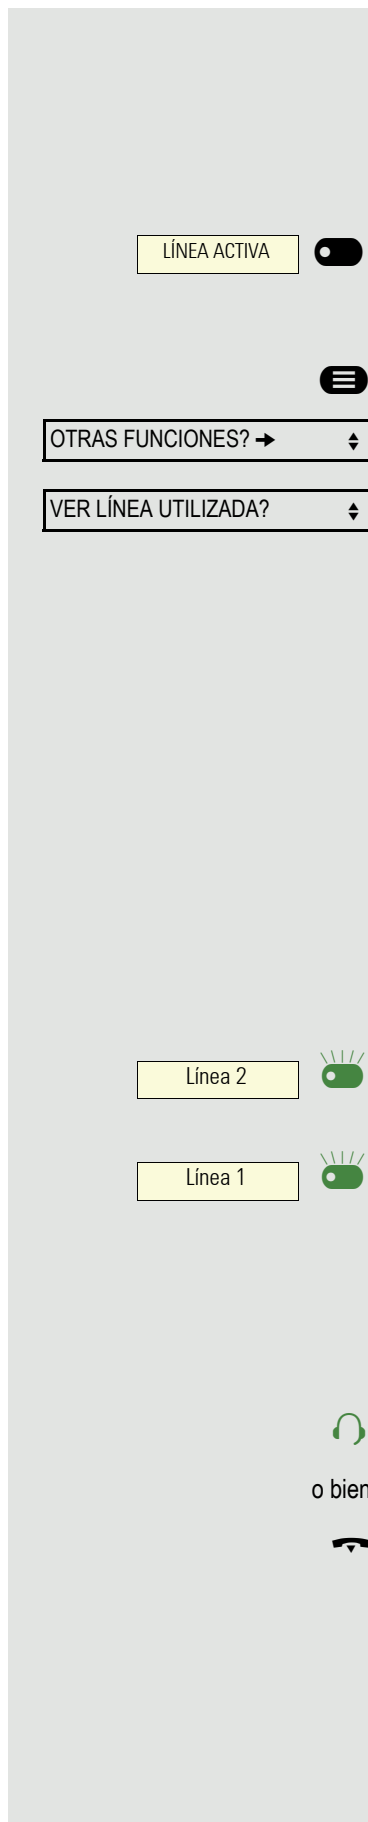 LÍNEA ACTIVA
OTRAS FUNCIONES? ➜
VER LÍNEA UTILIZADA?
Línea 2
Línea 1
o bien